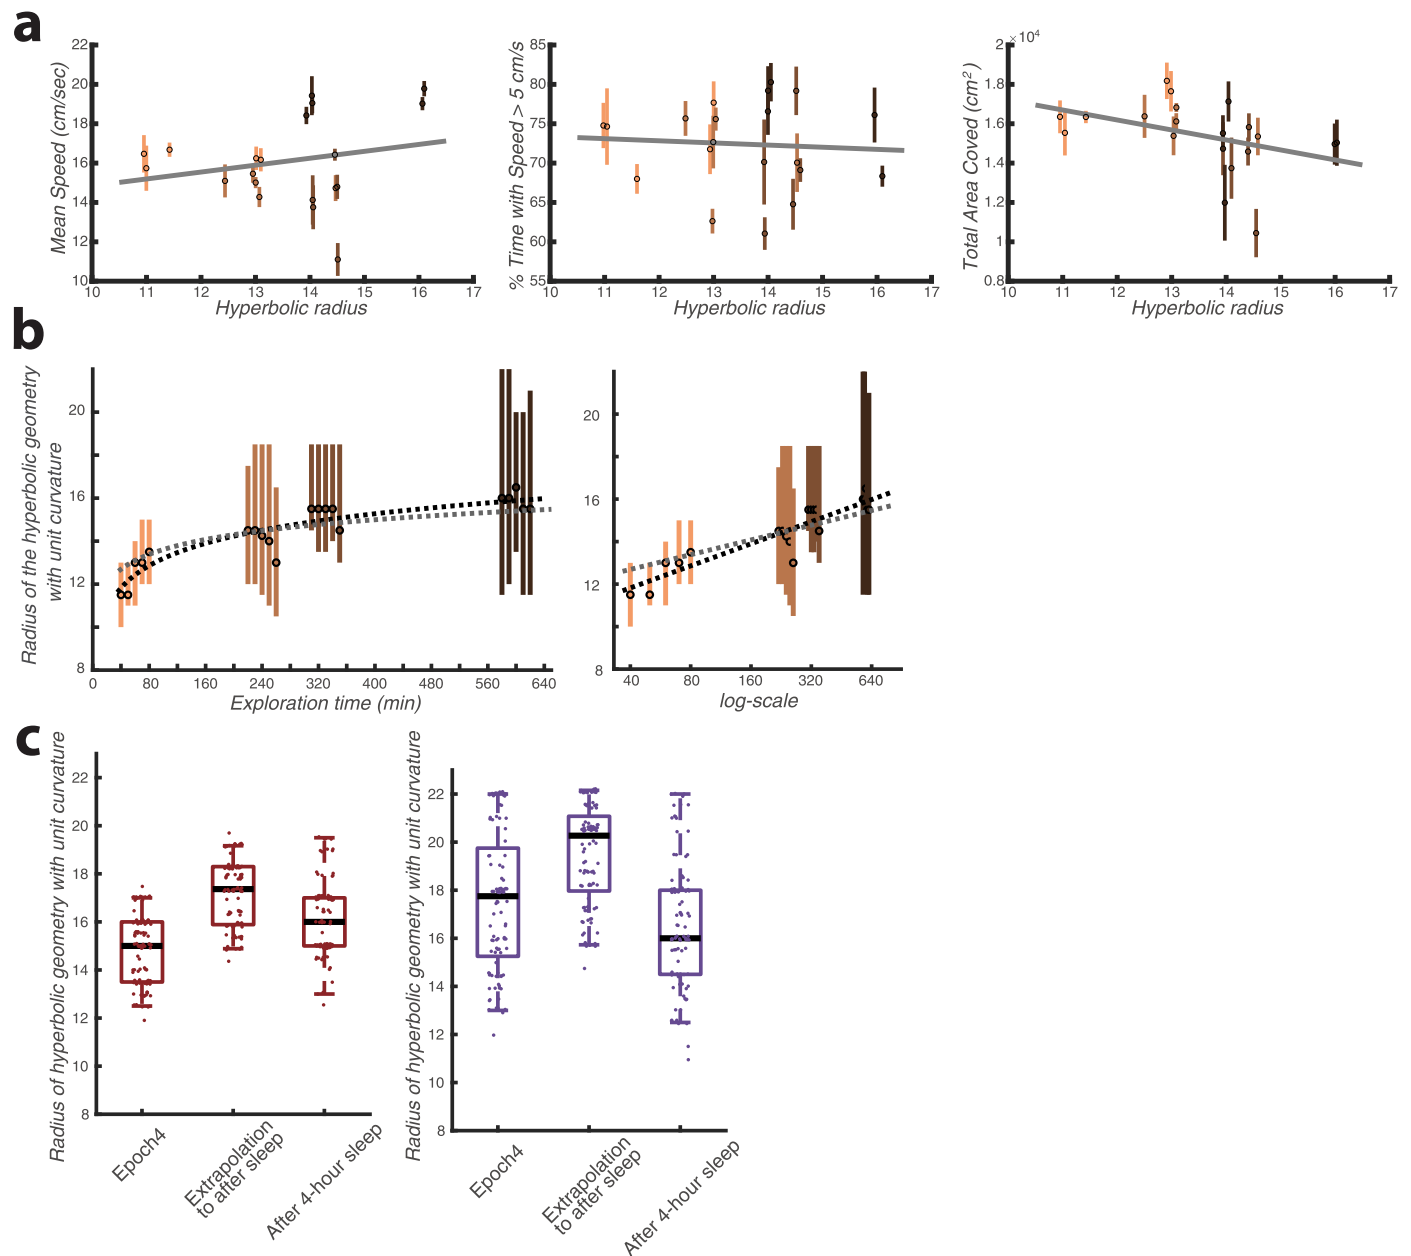 a
Mean Speed (cm/sec)
22
20
18
16
14
12
10
10 11 12 13 14 15 16 17
Hyperbolic radius
% Time with Speed > 5 cm/s
85
80
75
70
65
60
55
10 11 12 13 14 15 16 17
Hyperbolic radius
Total Area Coved (cm²)
×10⁴
2
1.8
1.6
1.4
1.2
1
0.8
10 11 12 13 14 15 16 17
Hyperbolic radius
b
Radius of the hyperbolic geometry
with unit curvature
20
16
12
8
0 80 160 240 320 400 480 560 640
Exploration time (min)
20
16
12
8
40 80 160 320 640
log-scale
c
Radius of hyperbolic geometry with unit curvature
22
20
18
16
14
12
10
8
Epoch4
Extrapolation
to after sleep
After 4-hour sleep
Radius of hyperbolic geometry with unit curvature
22
20
18
16
14
12
10
8
Epoch4
Extrapolation
to after sleep
After 4-hour sleep